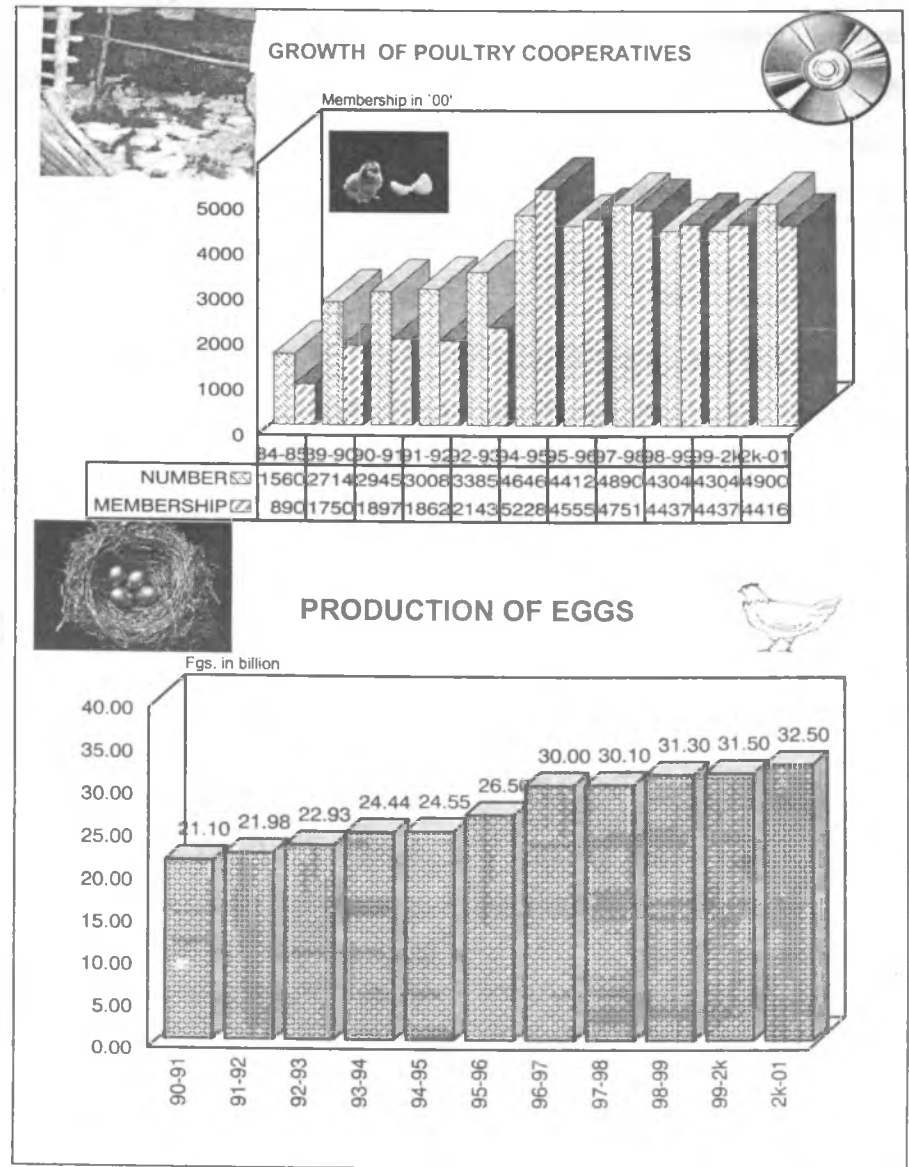 GROWTH OF POULTRY COOPERATIVES
Membership in '00'
5000
4000
3000
2000
1000
0
84-85 89-90 90-91 91-92 92-93 94-95 95-96 97-98 98-99 99-2k 2k-01
NUMBER 1560 2714 2945 3008 3385 4646 4412 4890 4304 4304 4900
MEMBERSHIP 890 1750 1897 1862 2143 5228 4555 4751 4437 4437 4416
PRODUCTION OF EGGS
Fgs. in billion
40.00
35.00
30.00
25.00
20.00
15.00
10.00
5.00
0.00
21.10 21.98 22.93 24.44 24.55 26.50 30.00 30.10 31.30 31.50 32.50
90-91 91-92 92-93 93-94 94-95 95-96 96-97 97-98 98-99 99-2k 2k-01